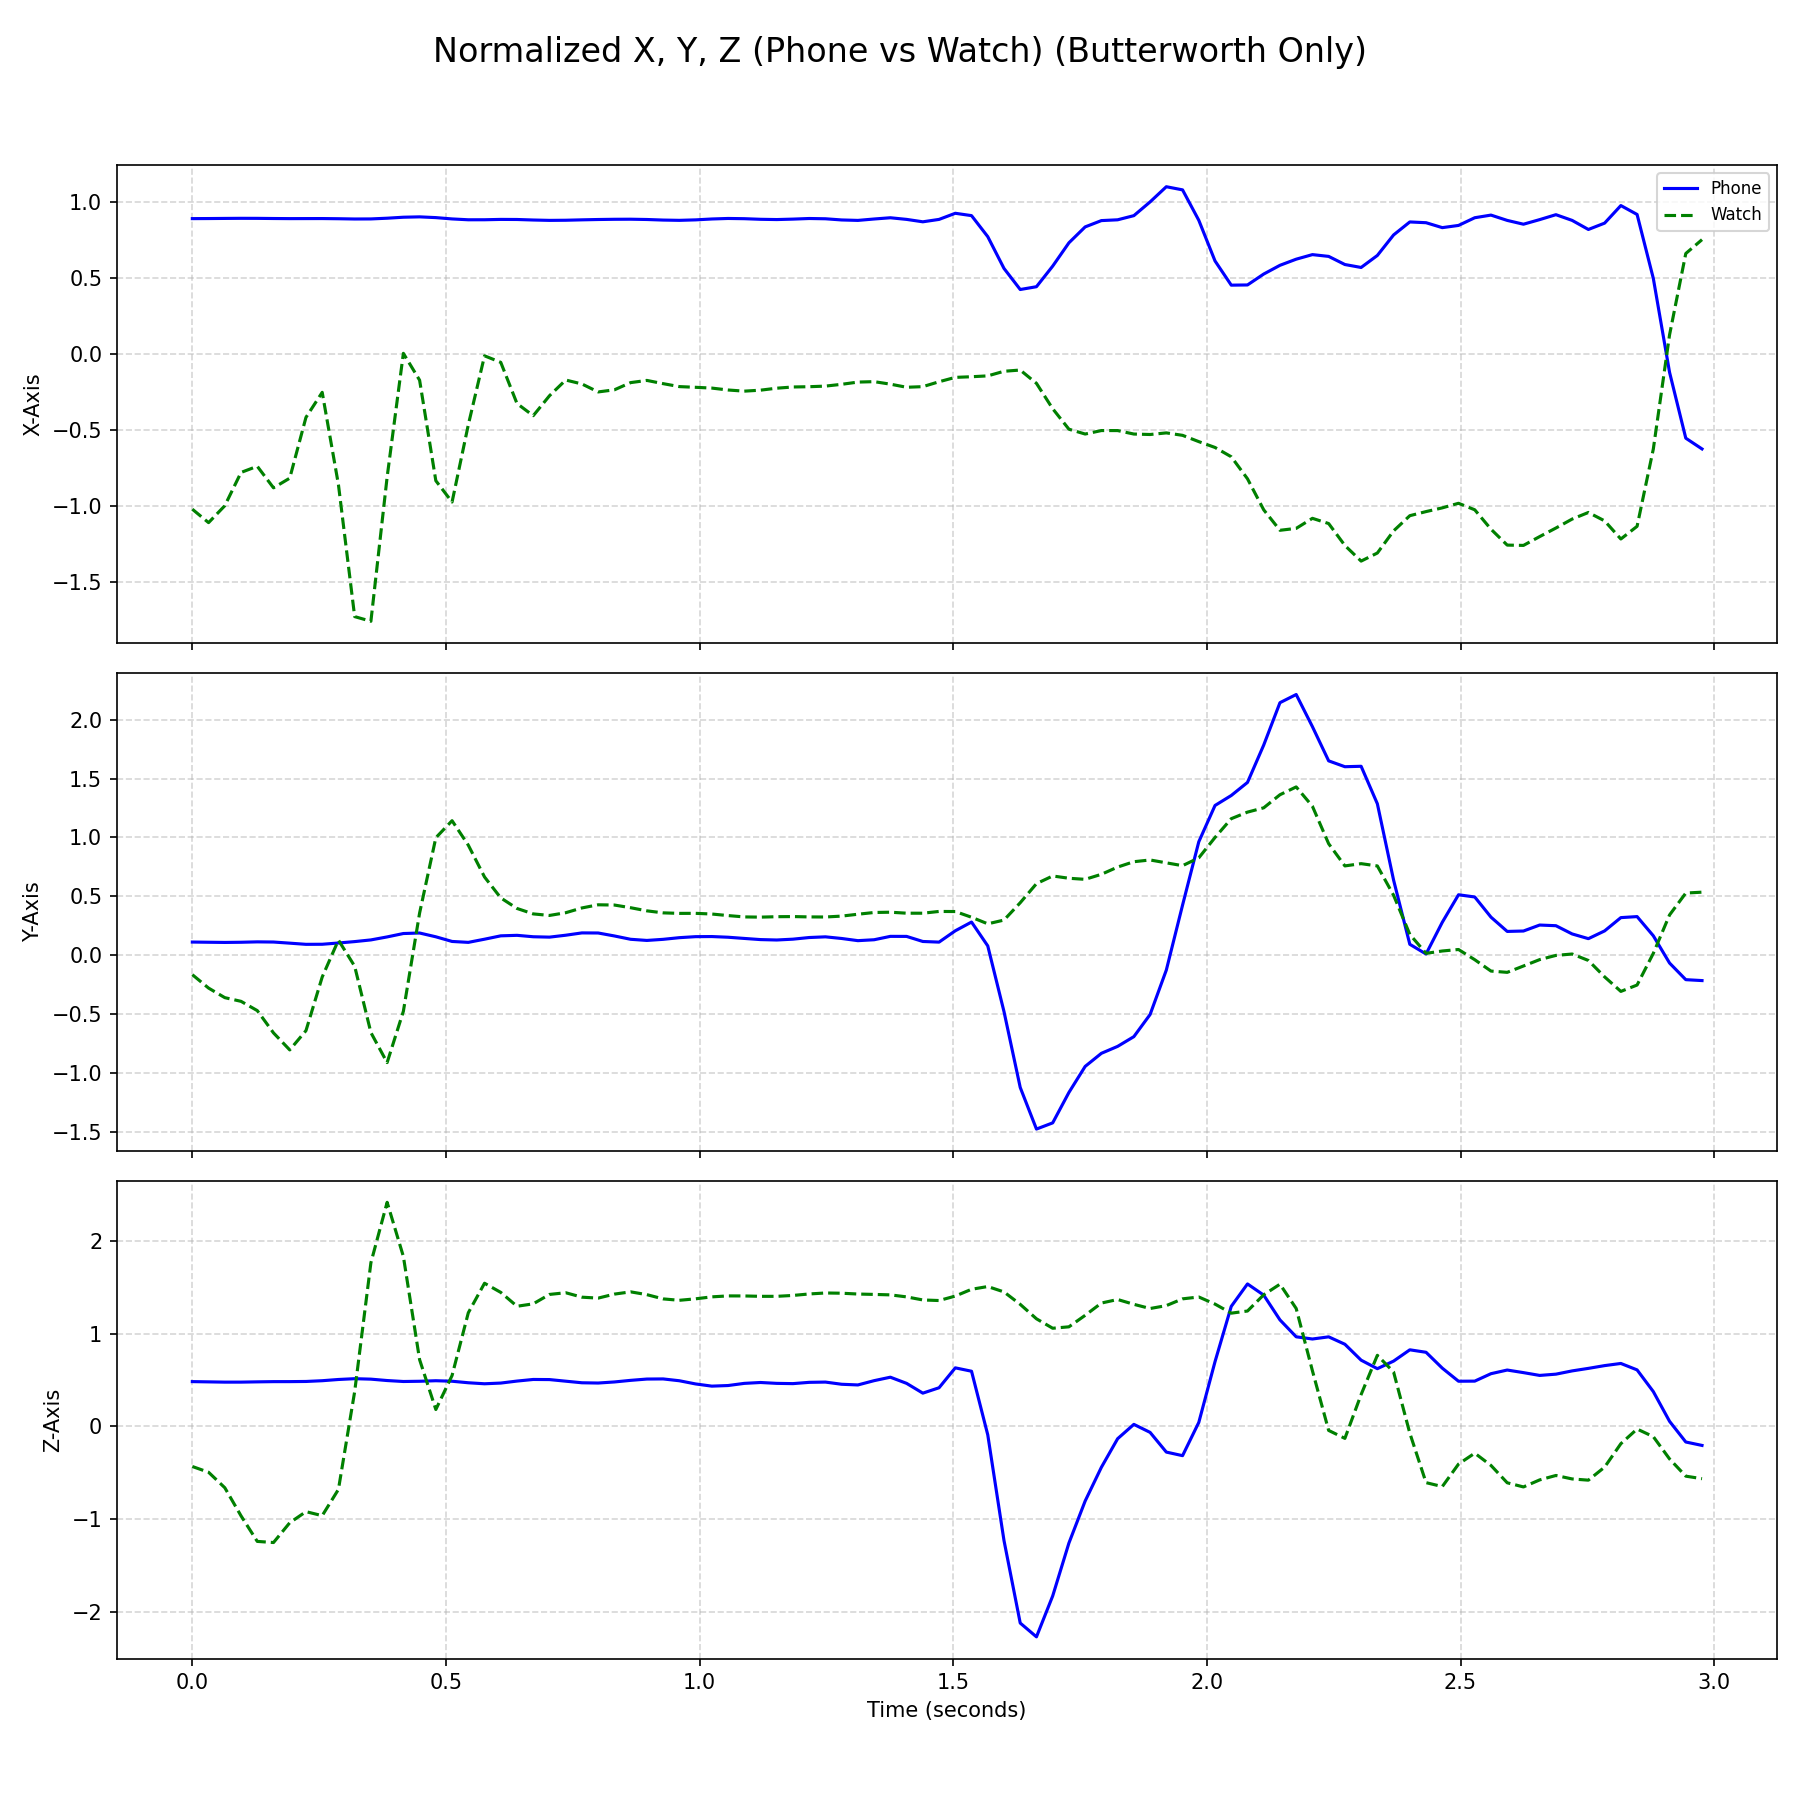 Normalized X, Y, Z (Phone vs Watch) (Butterworth Only)
Phone
Watch
1.0
0.5
0.0
−0.5
−1.0
−1.5
X-Axis
2.0
1.5
1.0
0.5
0.0
−0.5
−1.0
−1.5
Y-Axis
2
1
0
−1
−2
Z-Axis
0.0 0.5 1.0 1.5 2.0 2.5 3.0
Time (seconds)